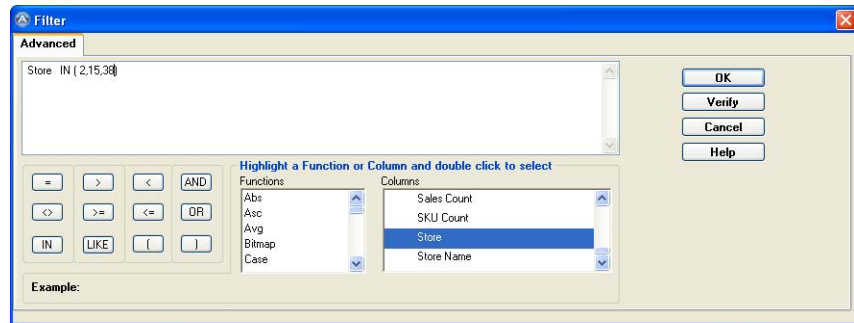 Filter
Advanced
Store IN ( 2,15,38)
OK
Verify
Cancel
Help
Highlight a Function or Column and double click to select
Functions Columns
= > < AND
<> >= <= OR
IN LIKE ( )
Abs
Asc
Avg
Bitmap
Case
Sales Count
SKU Count
Store
Store Name
Example: